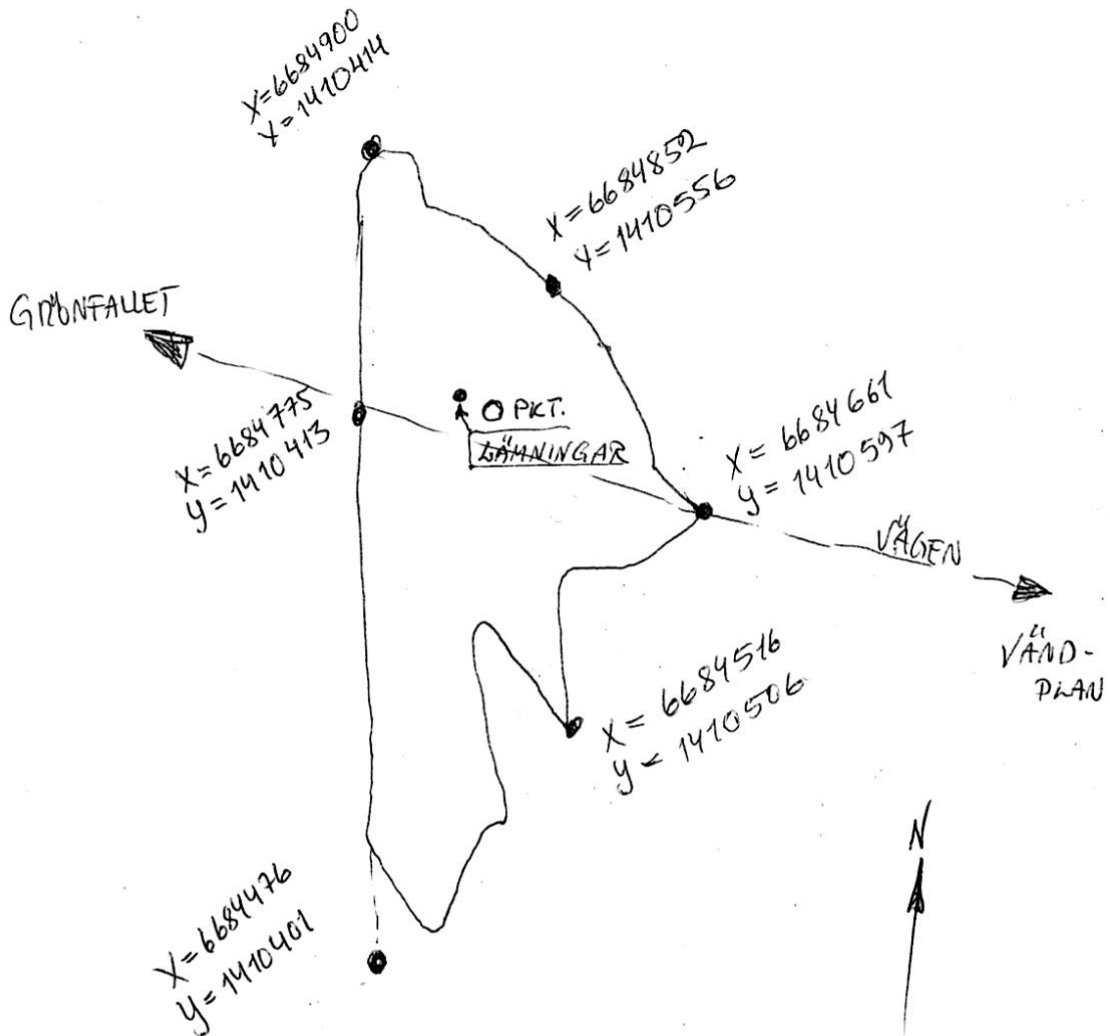 X=6684900
Y=1410414
X=6684852
Y=1410556
GRÖNFALLET
O PKT.
LÄMNINGAR
X=6684775
y=1410413
X=6684661
y=1410597
VÄGEN
VÄND-
PLAN
X=6684516
y=1410506
N
X=6684476
y=1410401